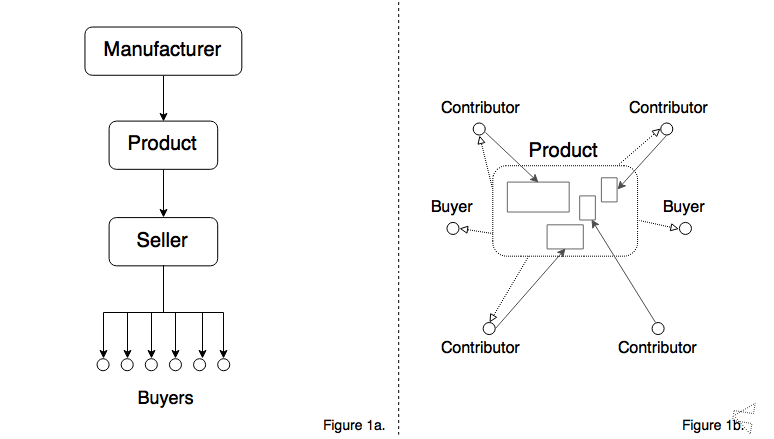 Manufacturer
Product
Seller
Buyers
Figure 1a.
Contributor
Contributor
Product
Buyer
Buyer
Contributor
Contributor
Figure 1b.